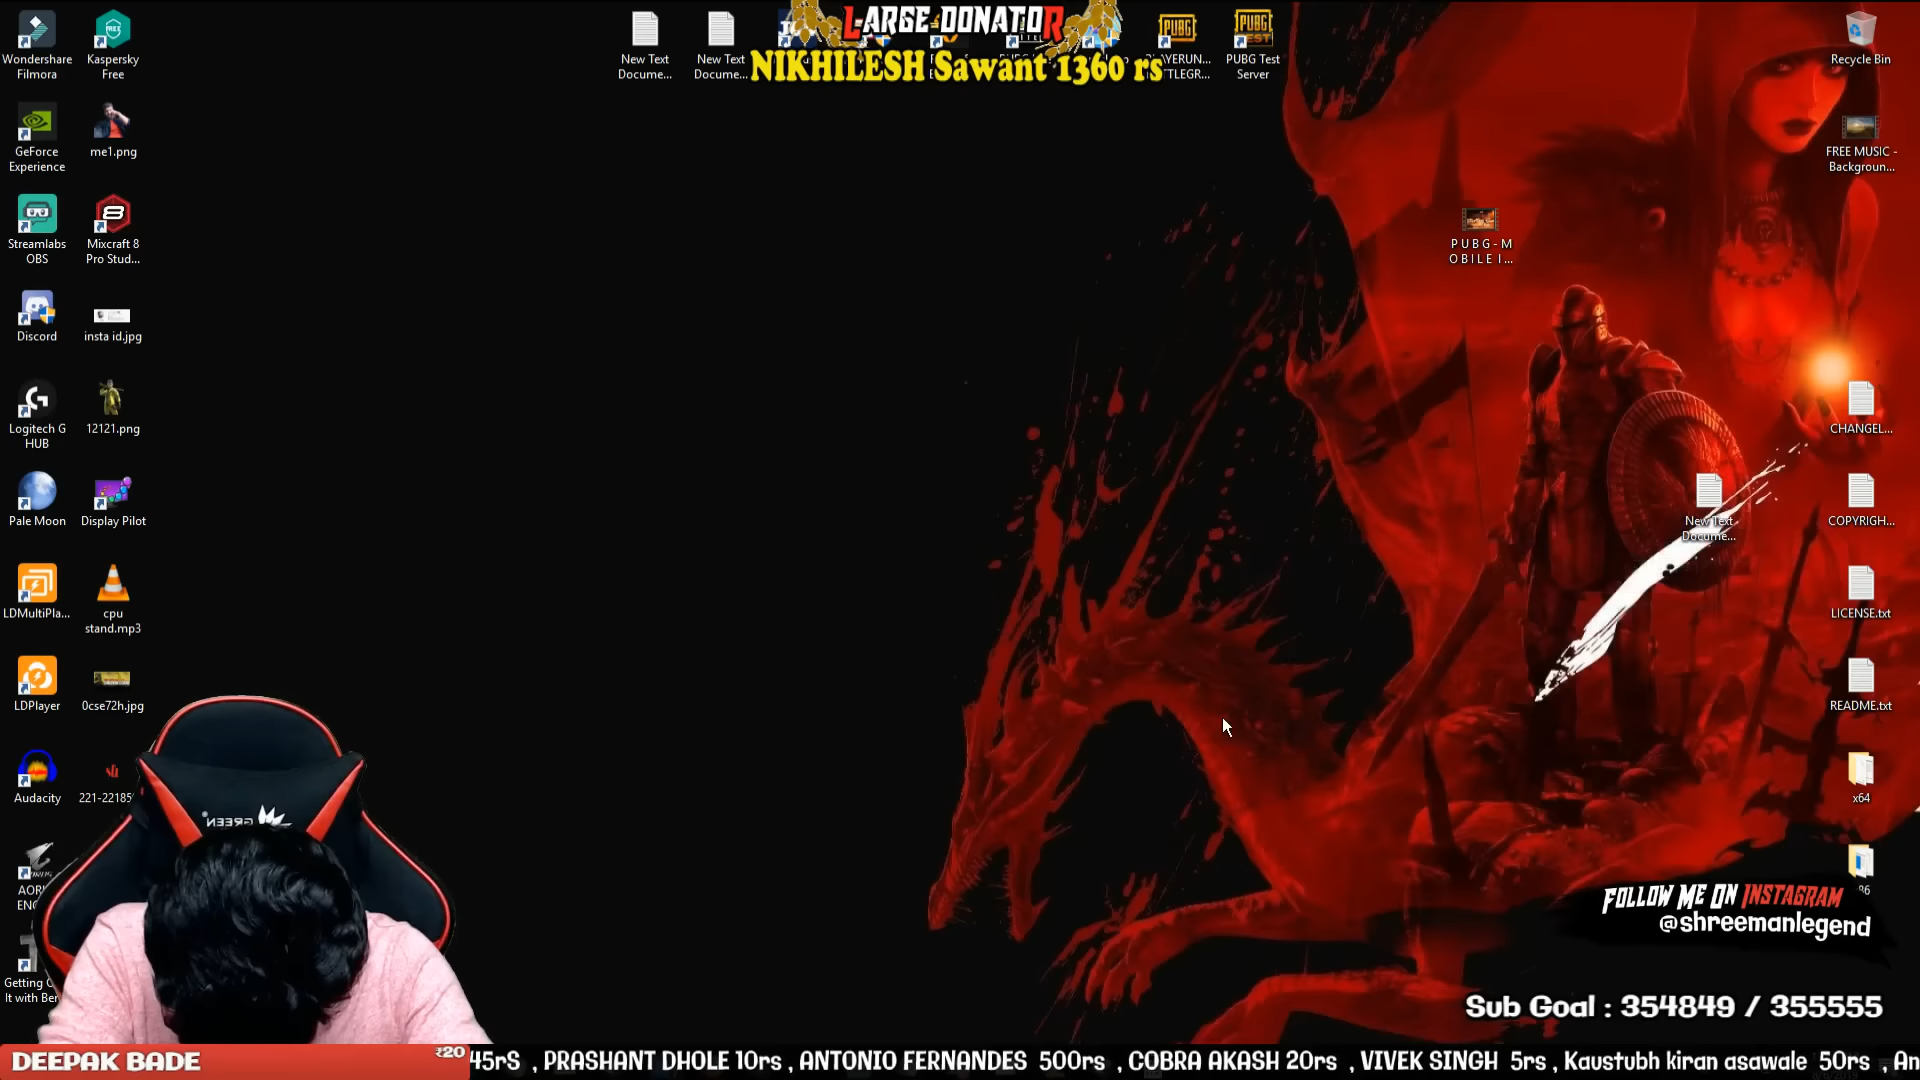 Wondershare
Filmora
Kaspersky
Free
New Text
Docume...
New Text
Docume...
LARGE DONATOR
NIKHILESH Sawant 1360 rs
PUBG
PUBG Test
Server
Recycle Bin
GeForce
Experience
me1.png
FREE MUSIC -
Backgroun...
Streamlabs
OBS
Mixcraft 8
Pro Stud...
P U B G - M
O B I L E I ...
Discord
insta id.jpg
Logitech G
HUB
12121.png
CHANGEL...
Pale Moon
Display Pilot
New Text
Docume...
COPYRIGH...
LDMultiPla...
cpu
stand.mp3
LICENSE.txt
LDPlayer
0cse72h.jpg
README.txt
Audacity
x64
GREEN
FOLLOW ME ON INSTAGRAM
@shreemanlegend
Sub Goal : 354849 / 355555
DEEPAK BADE
₹20
45rS , PRASHANT DHOLE 10rs , ANTONIO FERNANDES 500rs , COBRA AKASH 20rs , VIVEK SINGH 5rs , Kaustubh kiran asawale 50rs , An